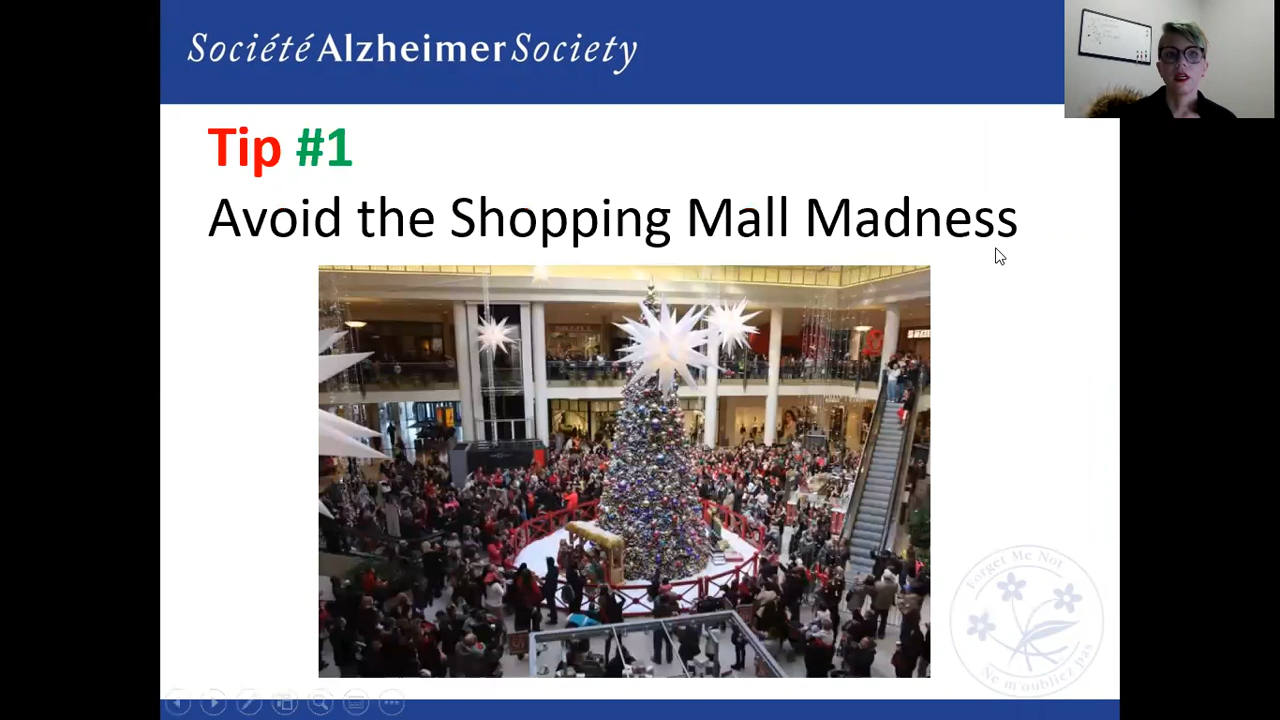 Société Alzheimer Society
Tip #1
Avoid the Shopping Mall Madness
Forget Me Not
Ne m'oubliez pas